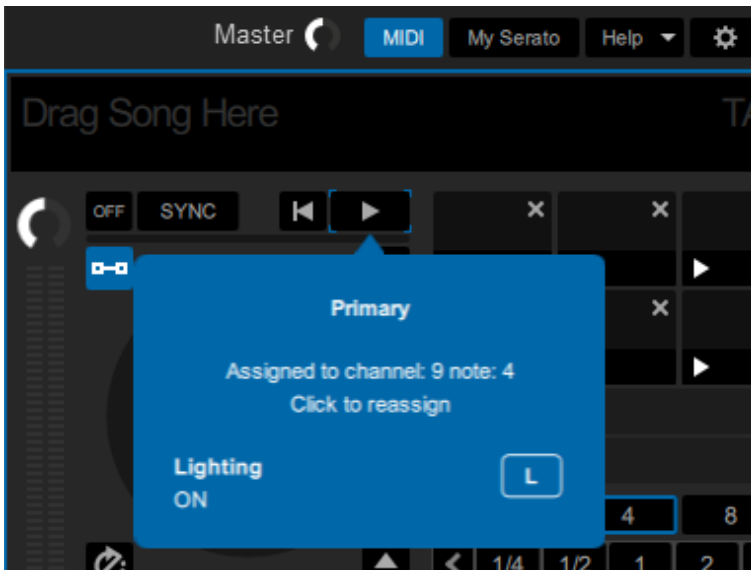 Master MIDI My Serato Help
Drag Song Here
OFF SYNC
Primary
Assigned to channel: 9 note: 4
Click to reassign
Lighting
ON
L
4 8
1/4 1/2 1 2